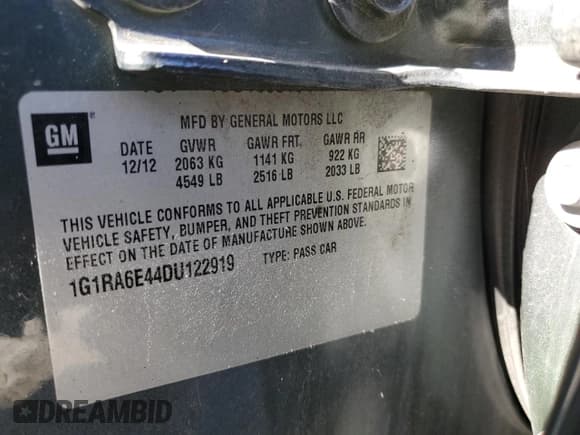 GM
MFD BY GENERAL MOTORS LLC
DATE GVWR GAWR FRT. GAWR RR
12/12 2063 KG 1141 KG 922 KG
4549 LB 2516 LB 2033 LB
THIS VEHICLE CONFORMS TO ALL APPLICABLE U.S. FEDERAL MOTOR
VEHICLE SAFETY, BUMPER, AND THEFT PREVENTION STANDARDS IN
EFFECT ON THE DATE OF MANUFACTURE SHOWN ABOVE.
1G1RA6E44DU122919 TYPE: PASS CAR
DREAMBID